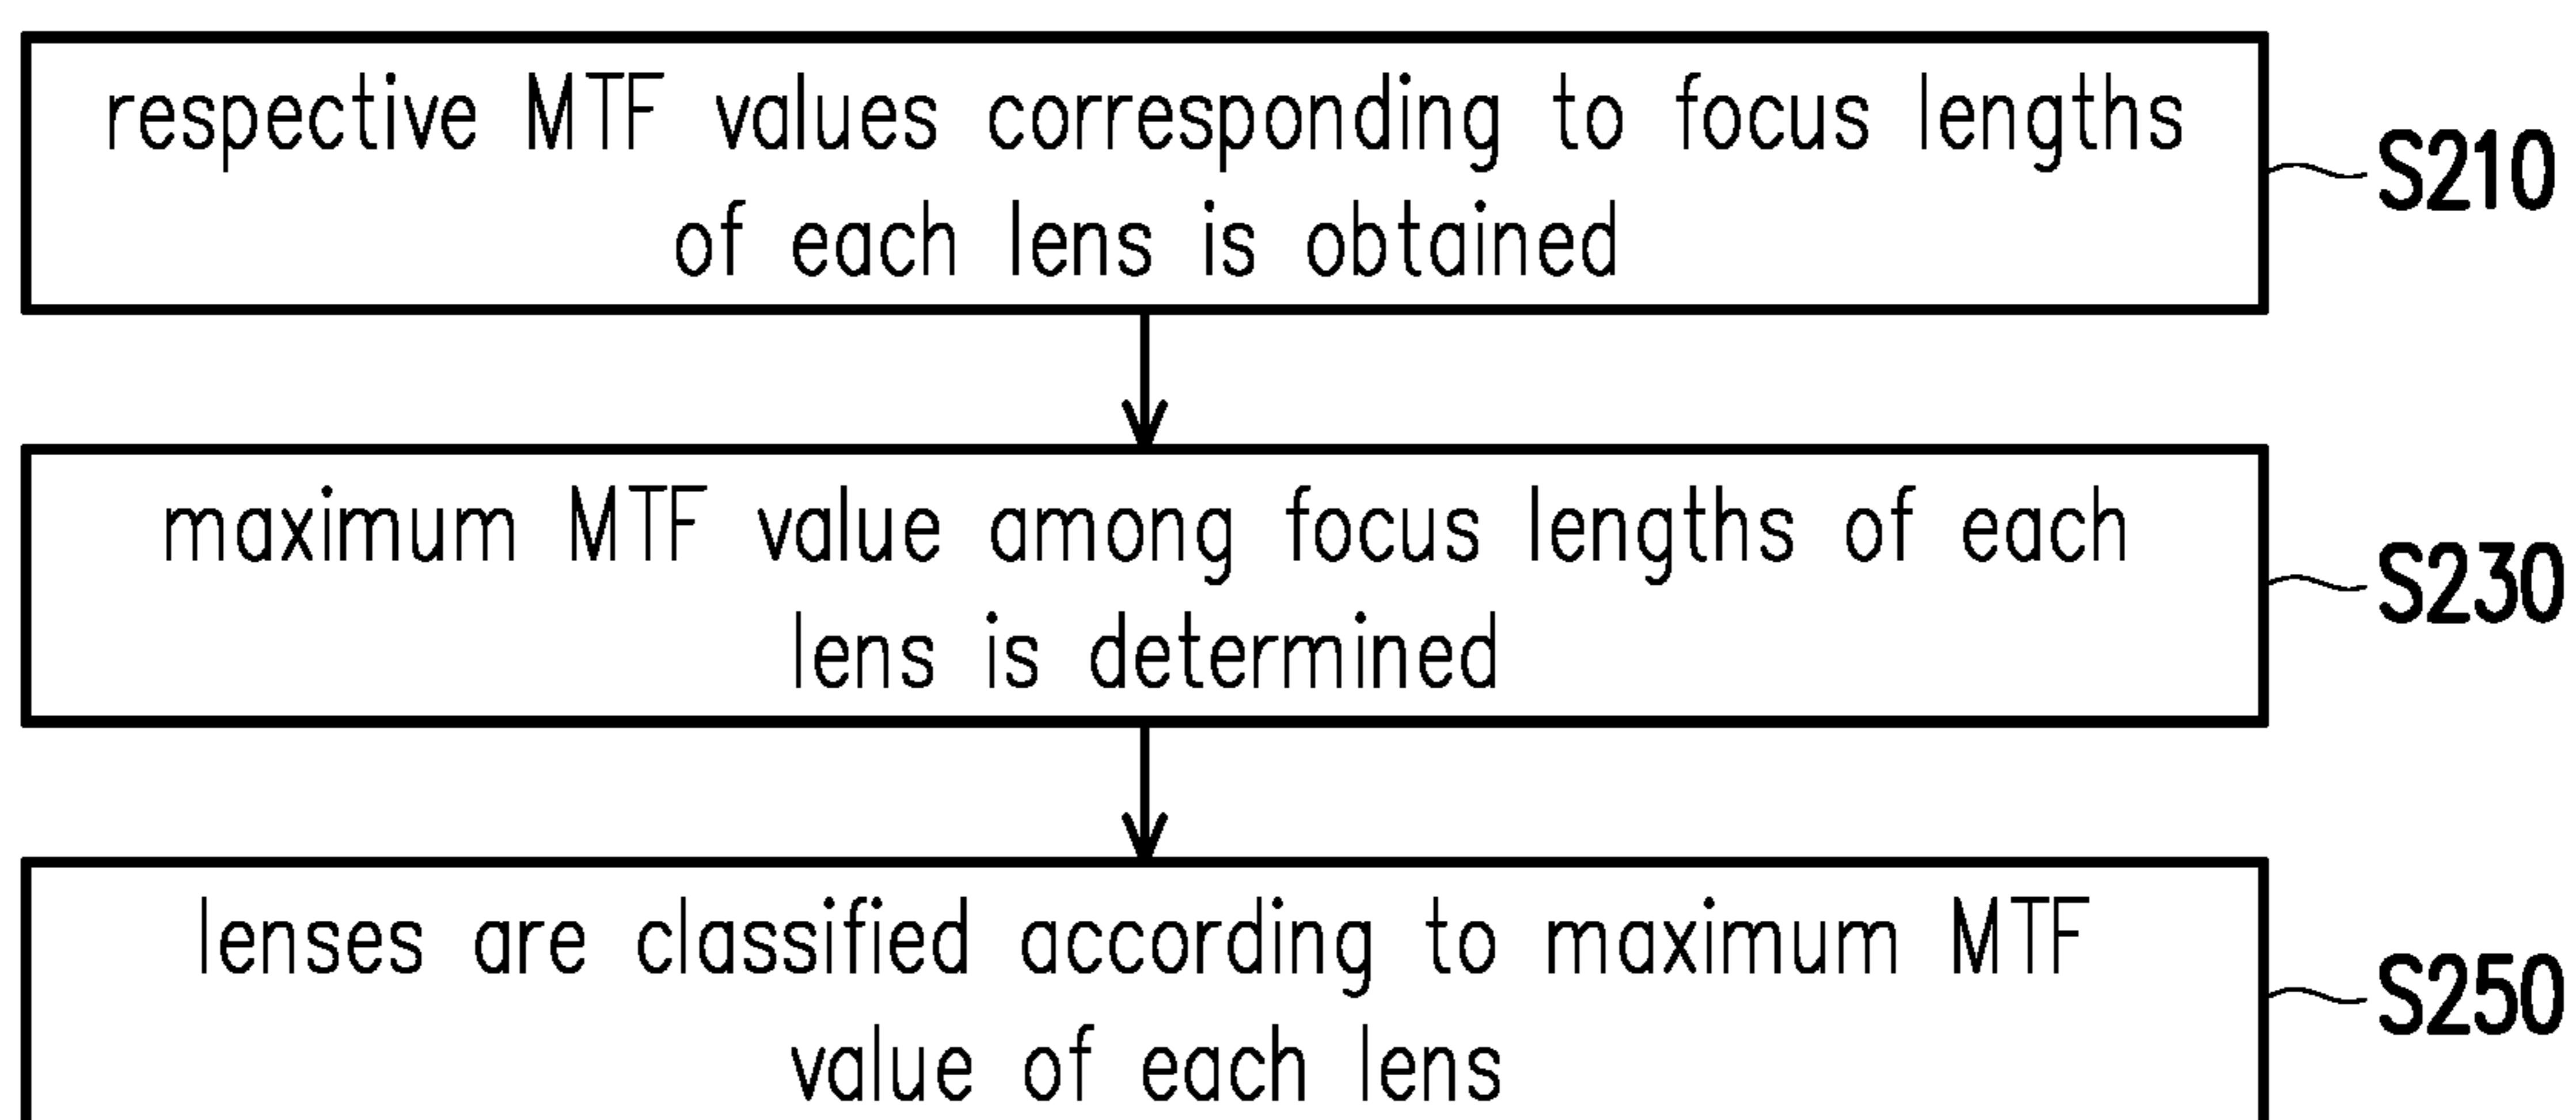 respective MTF values corresponding to focus lengths
of each lens is obtained
S210
maximum MTF value among focus lengths of each
lens is determined
S230
lenses are classified according to maximum MTF
value of each lens
S250